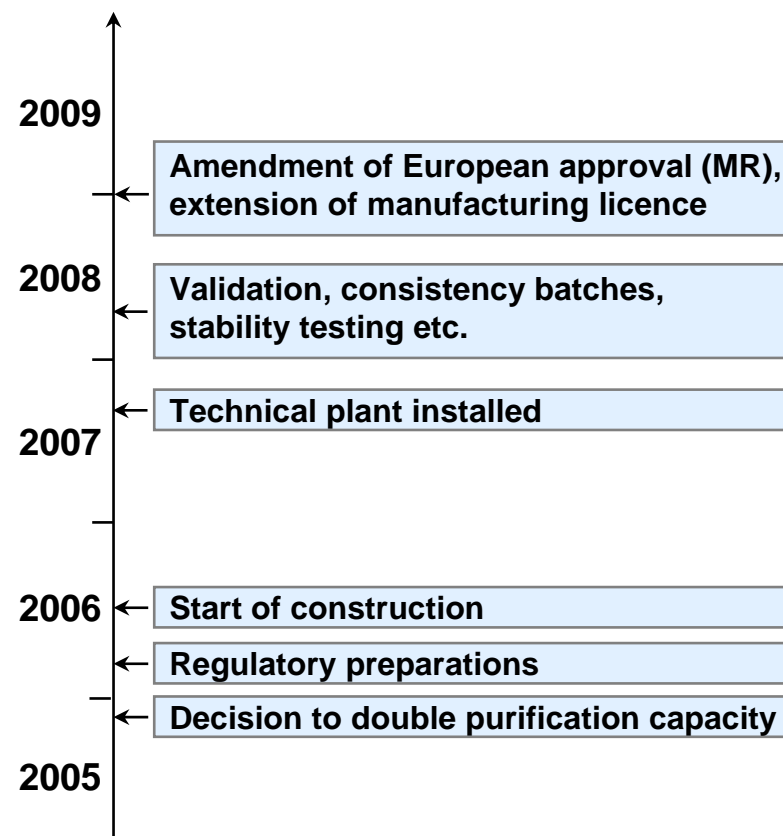 2009
Amendment of European approval (MR),
extension of manufacturing licence
2008
Validation, consistency batches,
stability testing etc.
Technical plant installed
2007
2006
Start of construction
Regulatory preparations
Decision to double purification capacity
2005